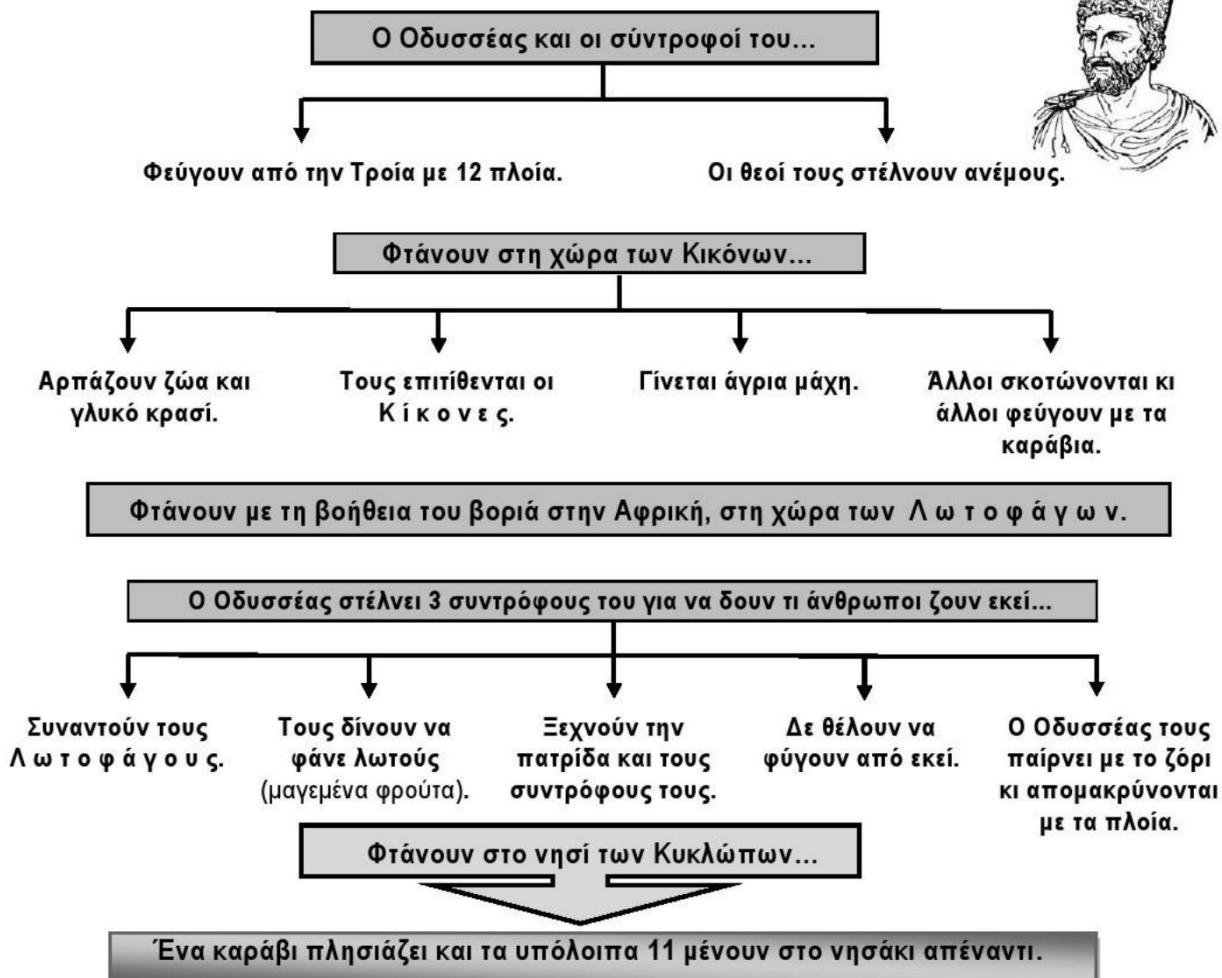 Ο Οδυσσέας και οι σύντροφοί του...
Φεύγουν από την Τροία με 12 πλοία.
Οι θεοί τους στέλνουν ανέμους.
Φτάνουν στη χώρα των Κικόνων...
Αρπάζουν ζώα και
γλυκό κρασί.
Τους επιτίθενται οι
Κ ί κ ο ν ε ς.
Γίνεται άγρια μάχη.
Άλλοι σκοτώνονται κι
άλλοι φεύγουν με τα
καράβια.
Φτάνουν με τη βοήθεια του βοριά στην Αφρική, στη χώρα των Λ ω τ ο φ ά γ ω ν.
Ο Οδυσσέας στέλνει 3 συντρόφους του για να δουν τι άνθρωποι ζουν εκεί...
Συναντούν τους
Λ ω τ ο φ ά γ ο υ ς.
Τους δίνουν να
φάνε λωτούς
(μαγεμένα φρούτα).
Ξεχνούν την
πατρίδα και τους
συντρόφους τους.
Δε θέλουν να
φύγουν από εκεί.
Ο Οδυσσέας τους
παίρνει με το ζόρι
κι απομακρύνονται
με τα πλοία.
Φτάνουν στο νησί των Κυκλώπων...
Ένα καράβι πλησιάζει και τα υπόλοιπα 11 μένουν στο νησάκι απέναντι.